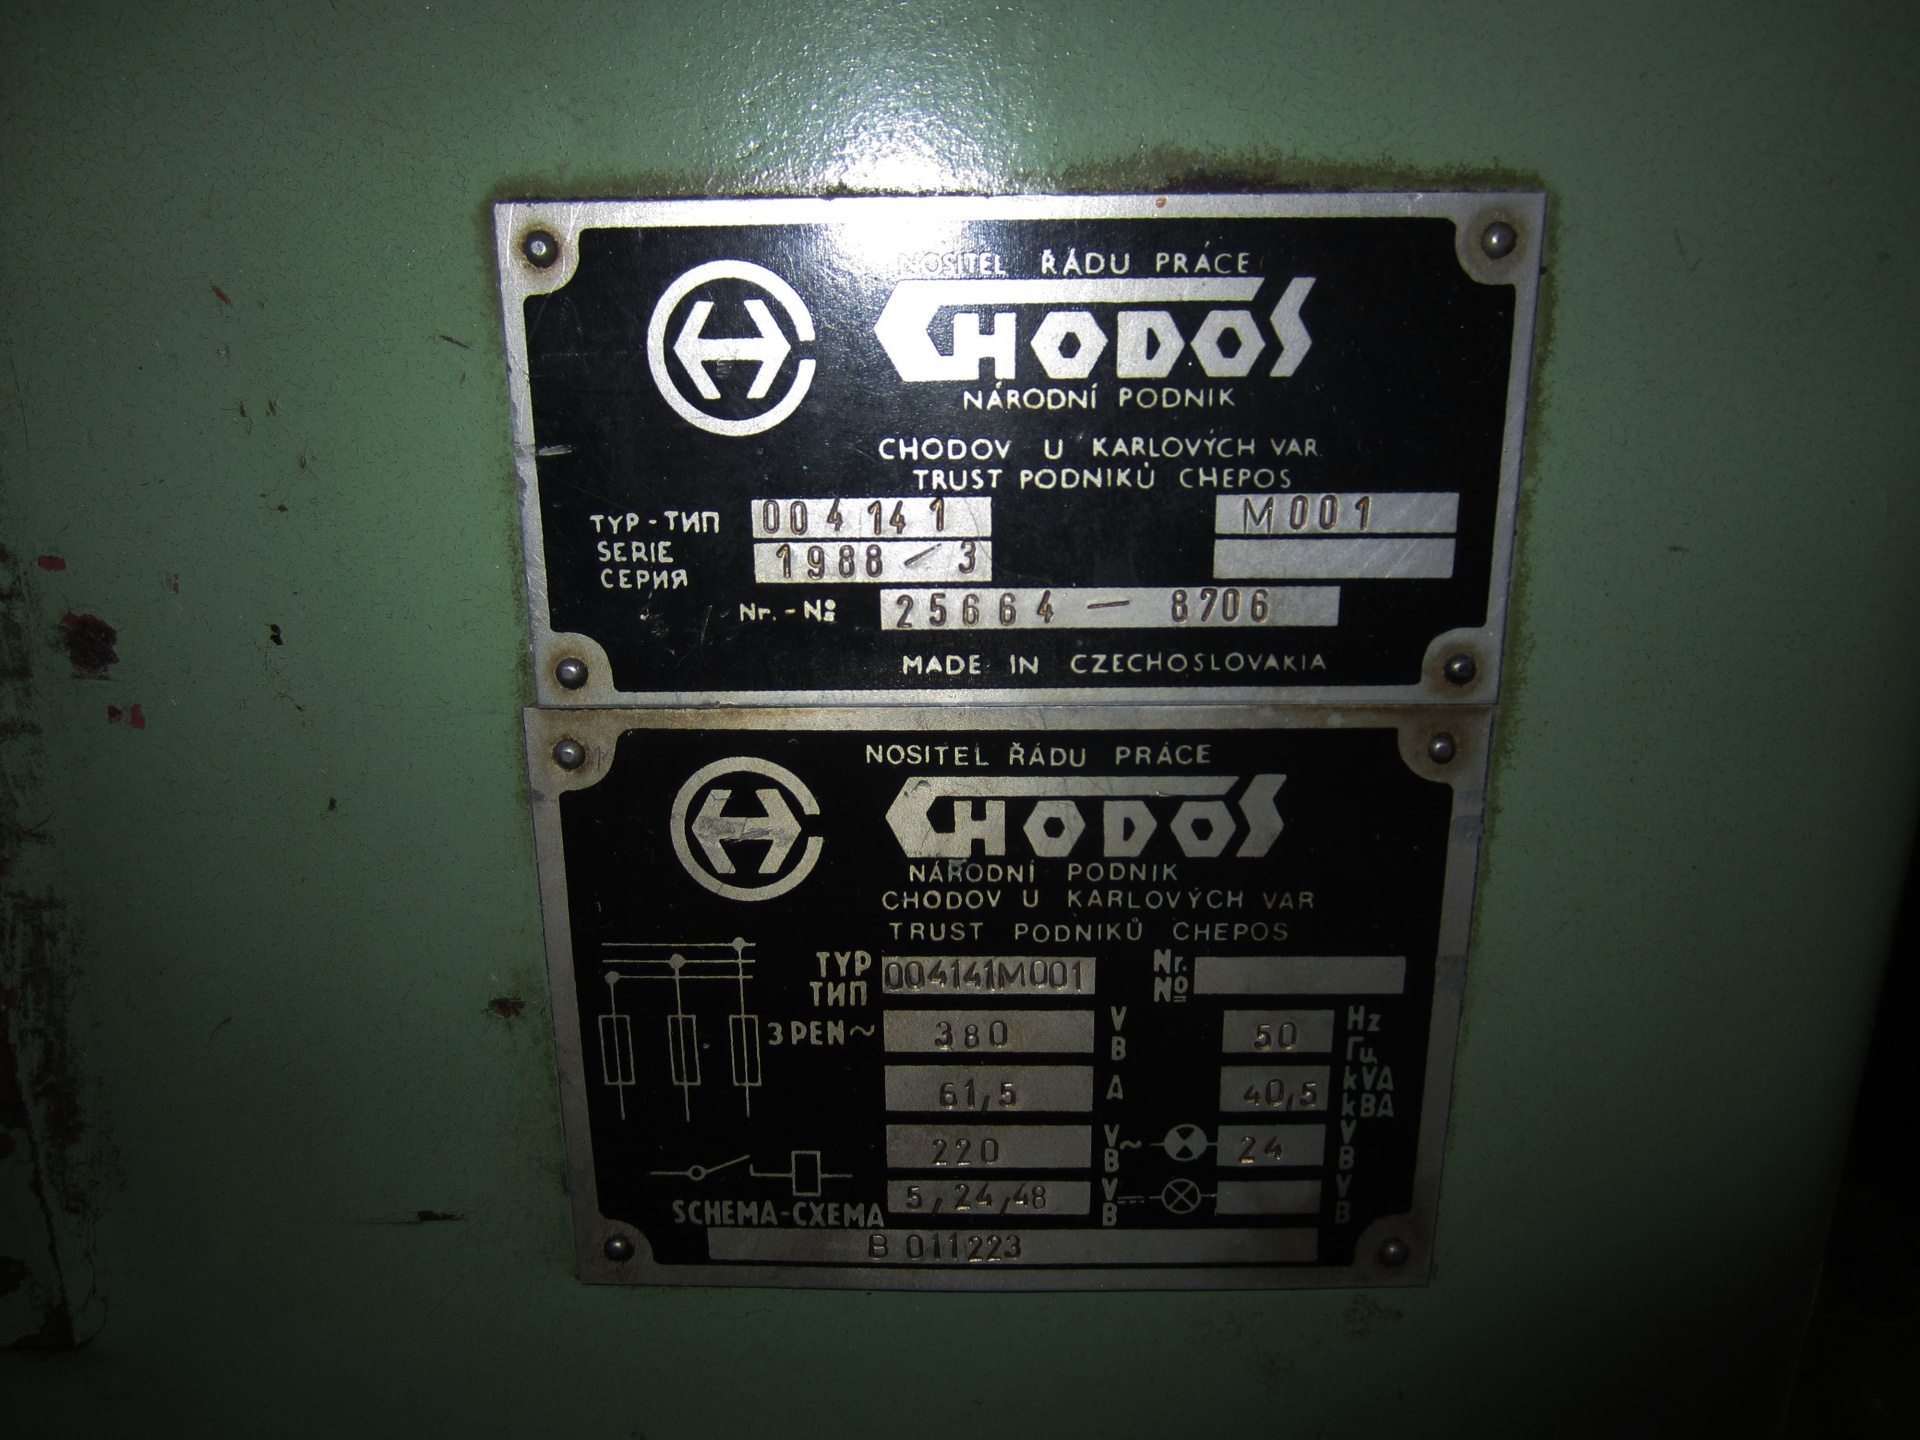 NOSITEL ŘÁDU PRÁCE
CHODOS
NÁRODNÍ PODNIK
CHODOV U KARLOVÝCH VAR
TRUST PODNIKŮ CHEPOS
TYP - ТИП 004141 M001
SERIE СЕРИЯ 1988 / 3
Nr. - № 25664 — 8706
MADE IN CZECHOSLOVAKIA
NOSITEL ŘÁDU PRÁCE
CHODOS
NÁRODNÍ PODNIK
CHODOV U KARLOVÝCH VAR
TRUST PODNIKŮ CHEPOS
TYP ТИП 004141M001 Nr. №
3 PEN ~ 380 V В 50 Hz Гц
61,5 A 40,5 kVA kBA
220 V В ~ 24 V В
5,24,48 V В V В
SCHEMA-СХЕМА
B 011223